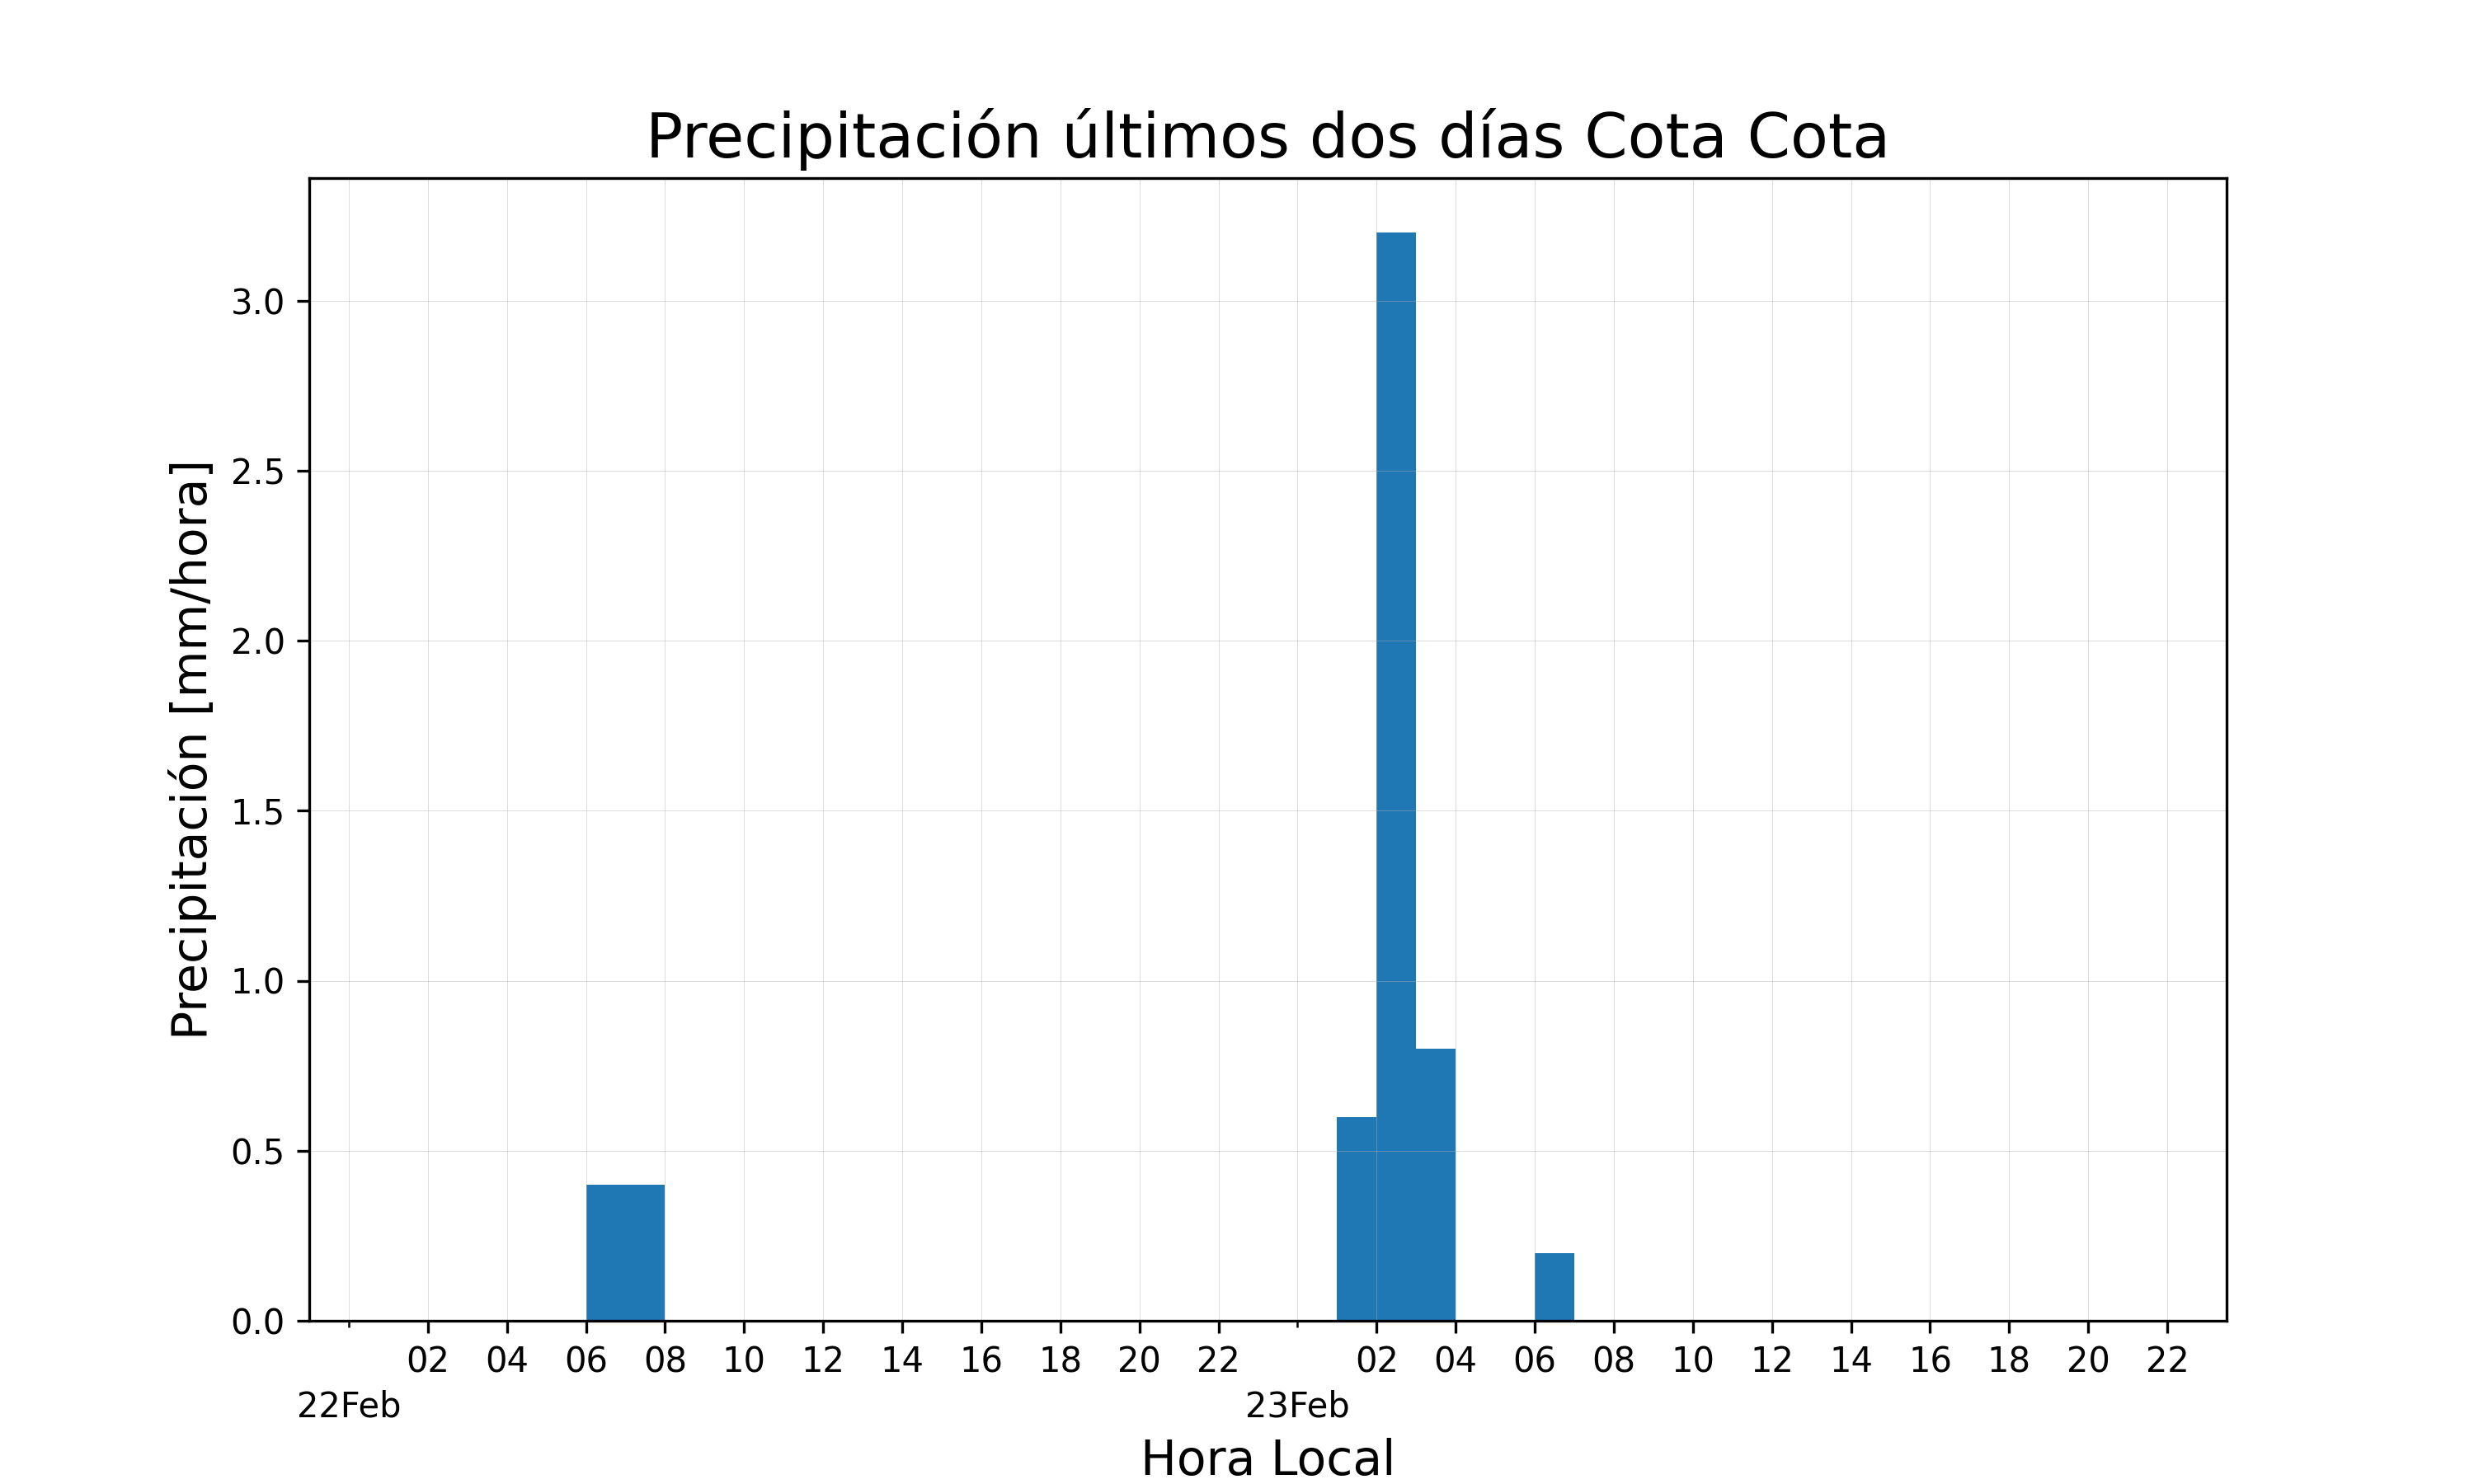 Precipitación últimos dos días Cota Cota
Precipitación [mm/hora]
3.0
2.5
2.0
1.5
1.0
0.5
0.0
02 04 06 08 10 12 14 16 18 20 22 02 04 06 08 10 12 14 16 18 20 22
22Feb 23Feb
Hora Local